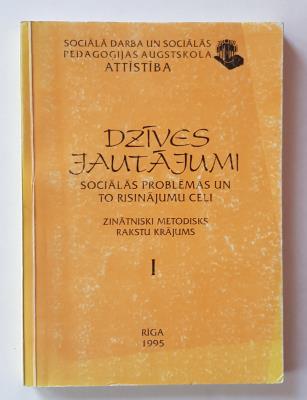 SOCIĀLĀ DARBA UN SOCIĀLĀS
PEDAGOĢIJAS AUGSTSKOLA
ATTĪSTĪBA
DZĪVES
JAUTĀJUMI
SOCIĀLĀS PROBLĒMAS UN
TO RISINĀJUMU CEĻI
ZINĀTNISKI METODISKS
RAKSTU KRĀJUMS
I
RĪGA
1995